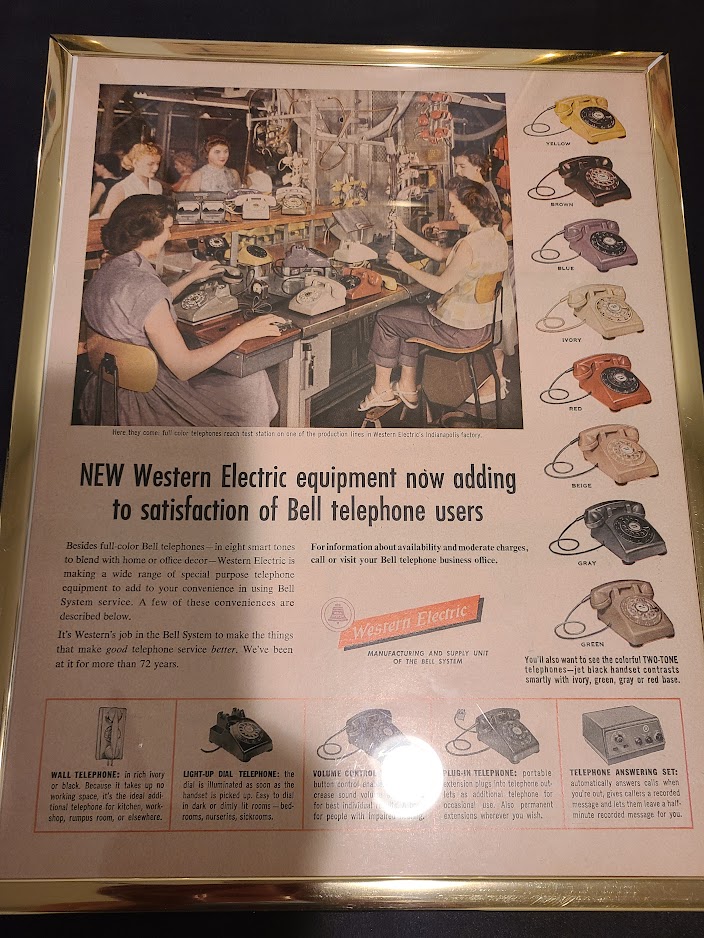 YELLOW
BROWN
BLUE
IVORY
RED
BEIGE
GRAY
GREEN
Here they come: full color telephones reach test station on one of the production lines in Western Electric's Indianapolis factory.
NEW Western Electric equipment now adding
to satisfaction of Bell telephone users
Besides full-color Bell telephones—in eight smart tones
to blend with home or office decor—Western Electric is
making a wide range of special purpose telephone
equipment to add to your convenience in using Bell
System service. A few of these conveniences are
described below.
It's Western's job in the Bell System to make the things
that make good telephone service better. We've been
at it for more than 72 years.
For information about availability and moderate charges,
call or visit your Bell telephone business office.
Western Electric
MANUFACTURING AND SUPPLY UNIT
OF THE BELL SYSTEM
You'll also want to see the colorful TWO-TONE
telephones—jet black handset contrasts
smartly with ivory, green, gray or red base.
WALL TELEPHONE: in rich ivory
or black. Because it takes up no
working space, it's the ideal addi-
tional telephone for kitchen, work-
shop, rumpus room, or elsewhere.
LIGHT-UP DIAL TELEPHONE: the
dial is illuminated as soon as the
handset is picked up. Easy to dial
in dark or dimly lit rooms—bed-
rooms, nurseries, sickrooms.
VOLUME CONTROL
button control
crease sound
for best individual
for people with
PLUG-IN TELEPHONE: portable
extension plugs into telephone out-
lets as additional telephone for
occasional use. Also permanent
extensions wherever you wish.
TELEPHONE ANSWERING SET:
automatically answers calls when
you're out, gives callers a recorded
message and lets them leave a half-
minute recorded message for you.